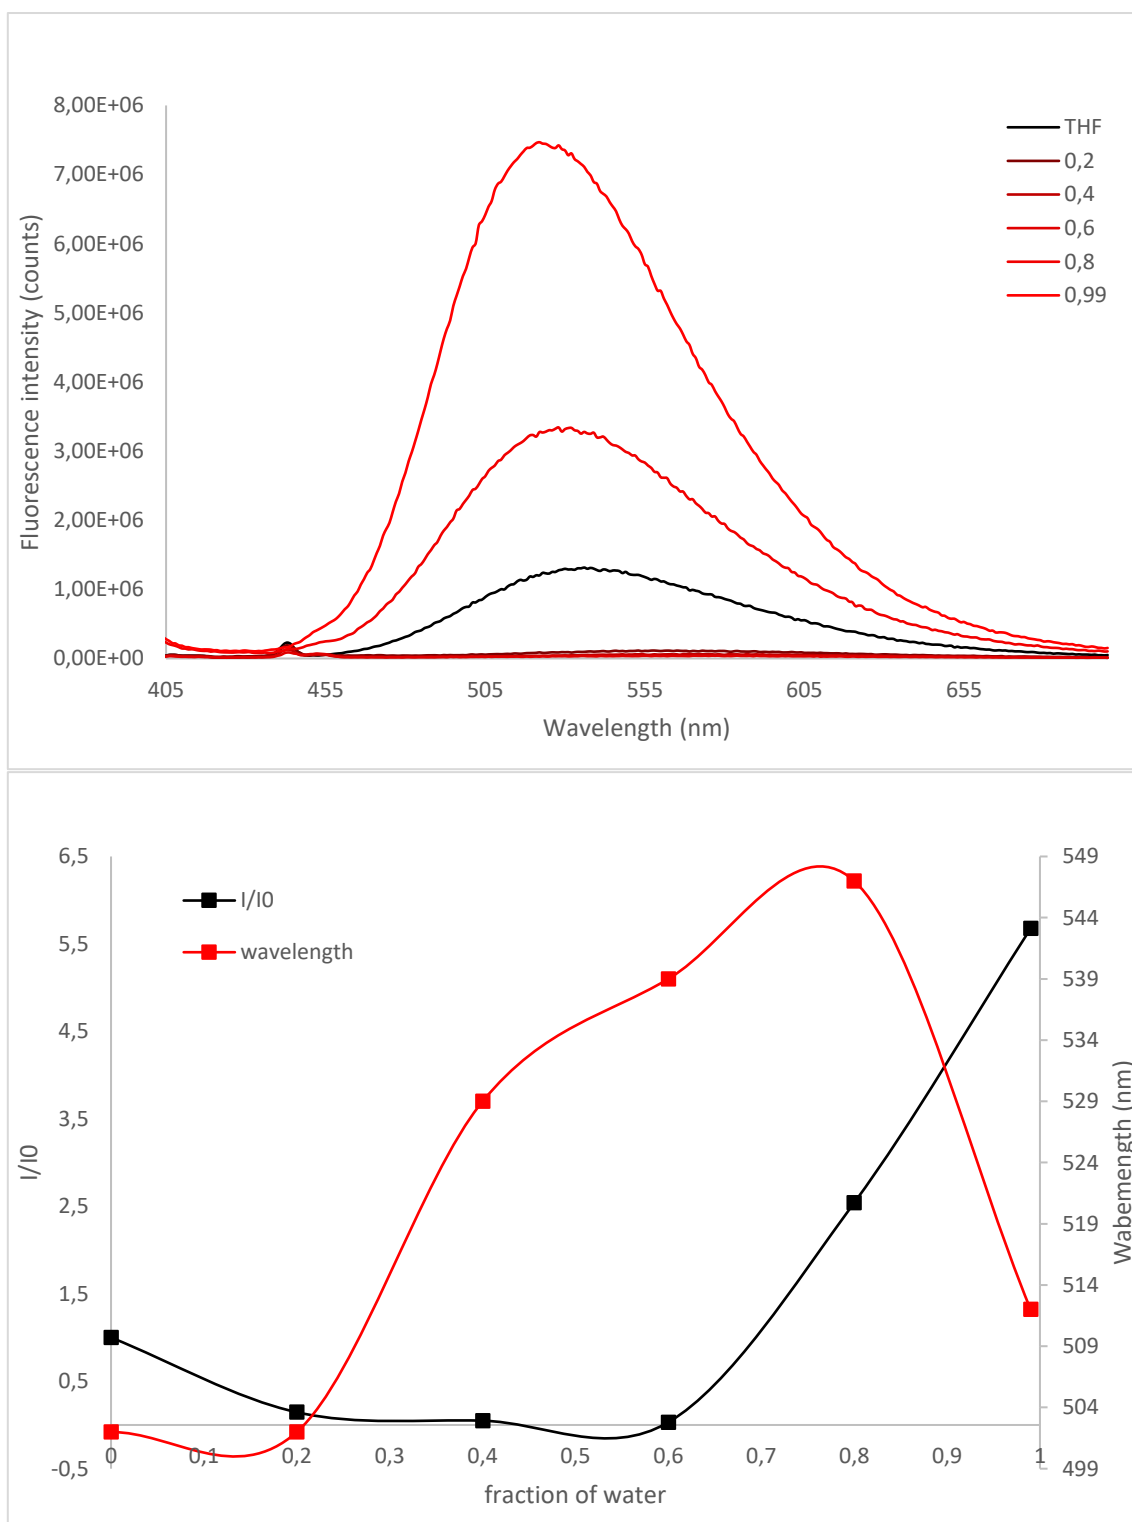 8,00E+06
7,00E+06
6,00E+06
5,00E+06
4,00E+06
3,00E+06
2,00E+06
1,00E+06
0,00E+00
Fluorescence intensity (counts)
THF
0,2
0,4
0,6
0,8
0,99
405 455 505 555 605 655
Wavelength (nm)
6,5
5,5
4,5
3,5
2,5
1,5
0,5
-0,5
I/I0
I/I0
wavelength
549
544
539
534
529
524
519
514
509
504
499
Wabemength (nm)
0 0,1 0,2 0,3 0,4 0,5 0,6 0,7 0,8 0,9 1
fraction of water